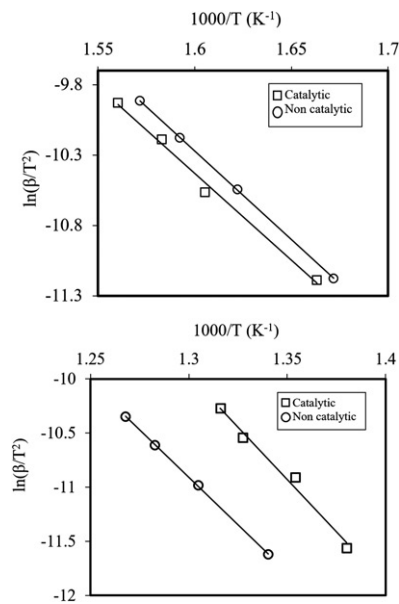 1000/T (K⁻¹)
1.55 1.6 1.65 1.7
-9.8
-10.3
-10.8
-11.3
ln(β/T²)
Catalytic
Non catalytic
1000/T (K⁻¹)
1.25 1.3 1.35 1.4
-10
-10.5
-11
-11.5
-12
ln(β/T²)
Catalytic
Non catalytic